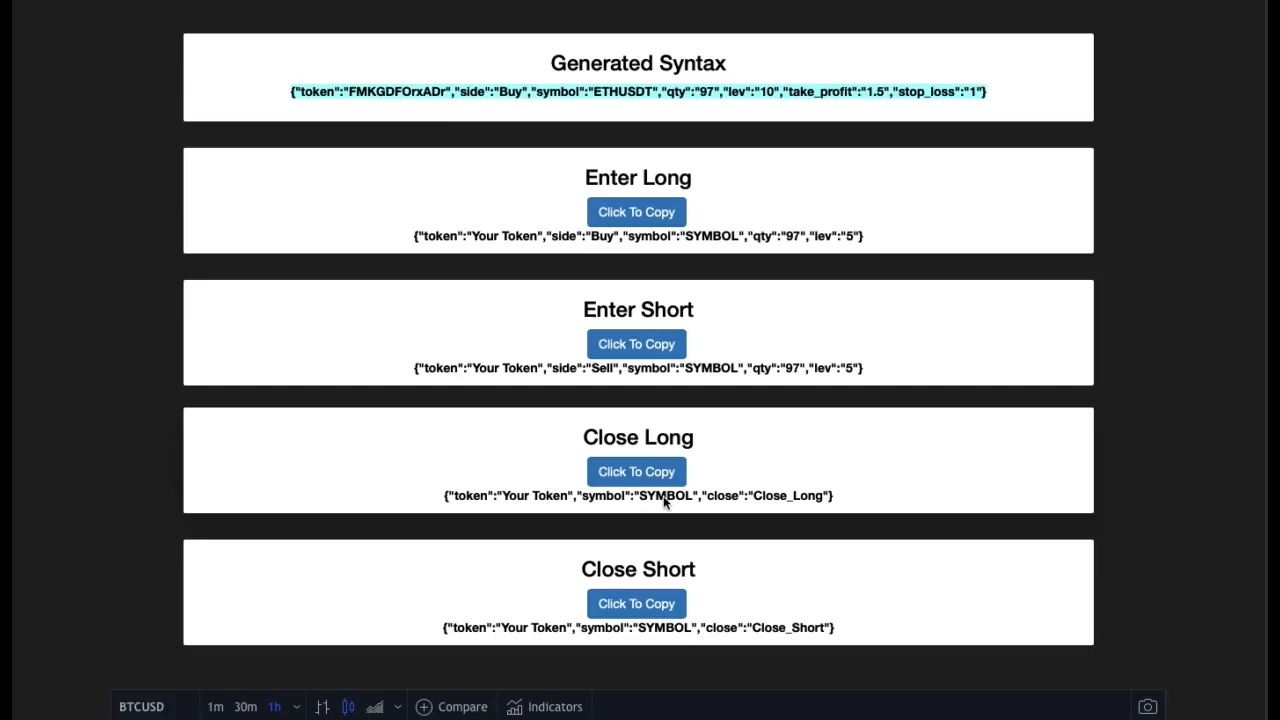 Generated Syntax
{"token":"FMKGDFOrxADr","side":"Buy","symbol":"ETHUSDT","qty":"97","lev":"10","take_profit":"1.5","stop_loss":"1"}
Enter Long
Click To Copy
{"token":"Your Token","side":"Buy","symbol":"SYMBOL","qty":"97","lev":"5"}
Enter Short
Click To Copy
{"token":"Your Token","side":"Sell","symbol":"SYMBOL","qty":"97","lev":"5"}
Close Long
Click To Copy
{"token":"Your Token","symbol":"SYMBOL","close":"Close_Long"}
Close Short
Click To Copy
{"token":"Your Token","symbol":"SYMBOL","close":"Close_Short"}
BTCUSD 1m 30m 1h Compare Indicators